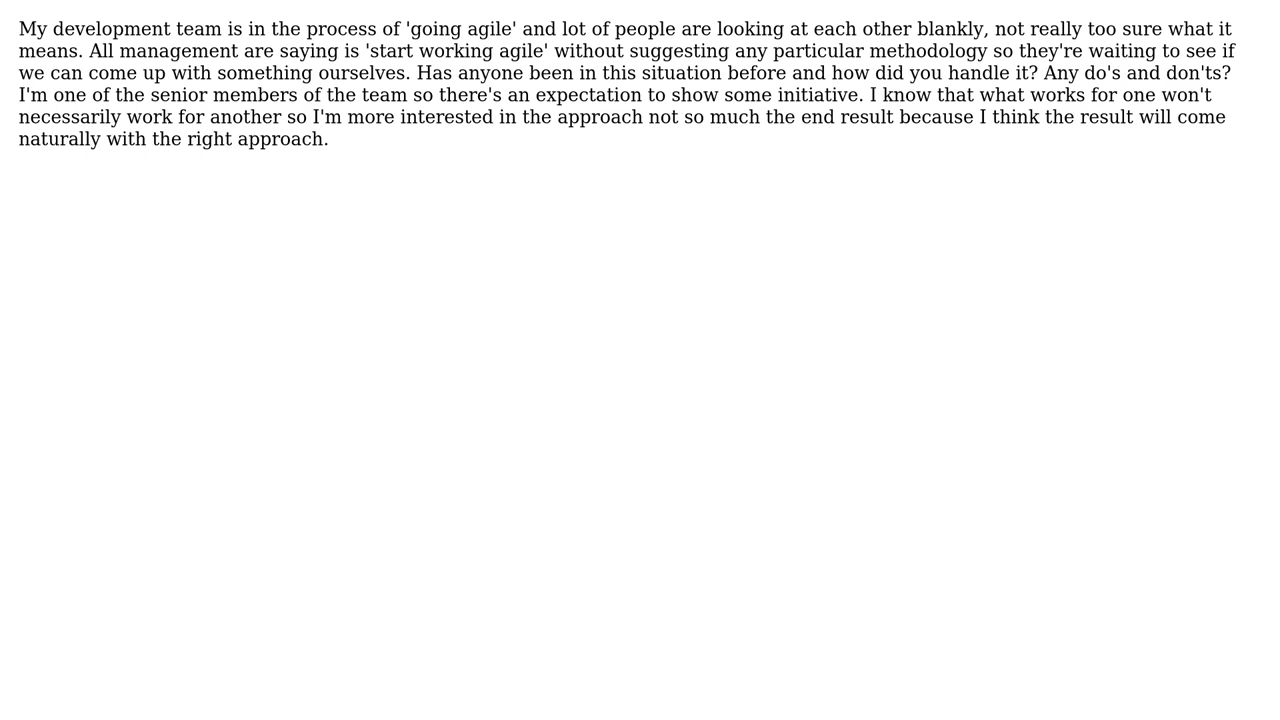 My development team is in the process of 'going agile' and lot of people are looking at each other blankly, not really too sure what it
means. All management are saying is 'start working agile' without suggesting any particular methodology so they're waiting to see if
we can come up with something ourselves. Has anyone been in this situation before and how did you handle it? Any do's and don'ts?
I'm one of the senior members of the team so there's an expectation to show some initiative. I know that what works for one won't
necessarily work for another so I'm more interested in the approach not so much the end result because I think the result will come
naturally with the right approach.